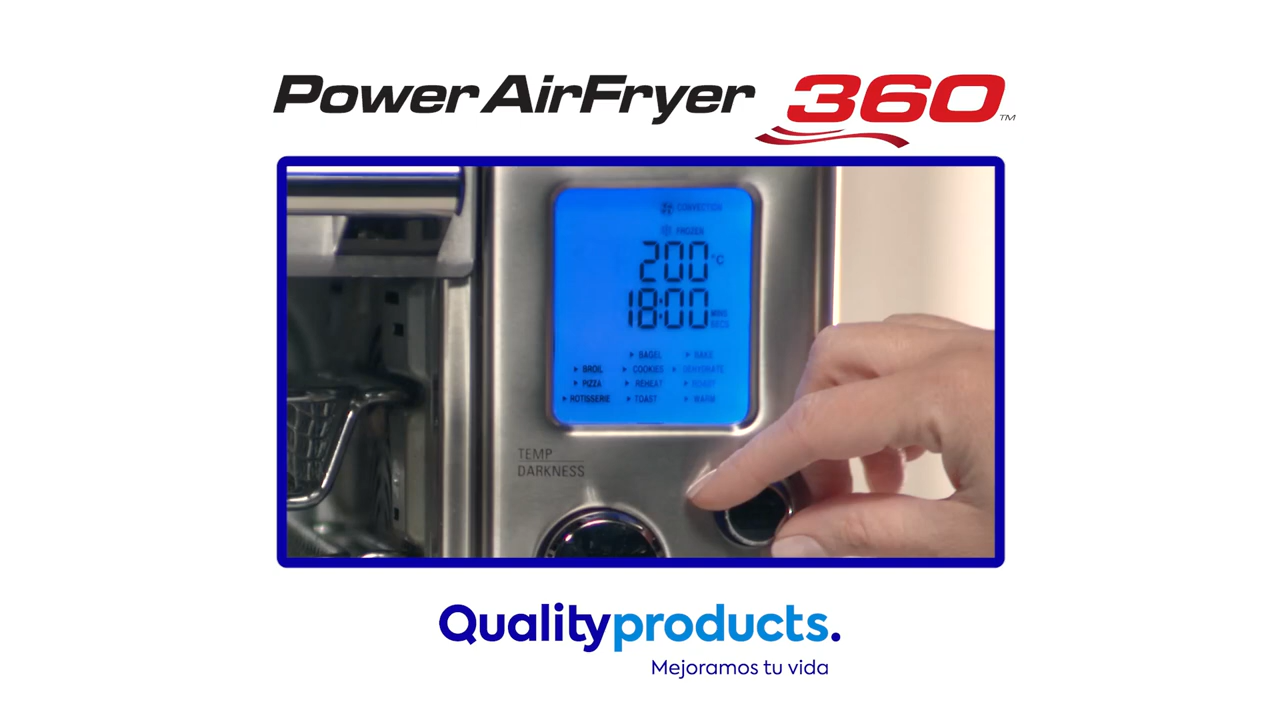 Power AirFryer 360™
CONVECTION
FROZEN
200 °C
18:00 MINS
SECS
BAGEL BAKE
BROIL COOKIES DEHYDRATE
PIZZA REHEAT ROAST
ROTISSERIE TOAST WARM
TEMP
DARKNESS
Qualityproducts.
Mejoramos tu vida